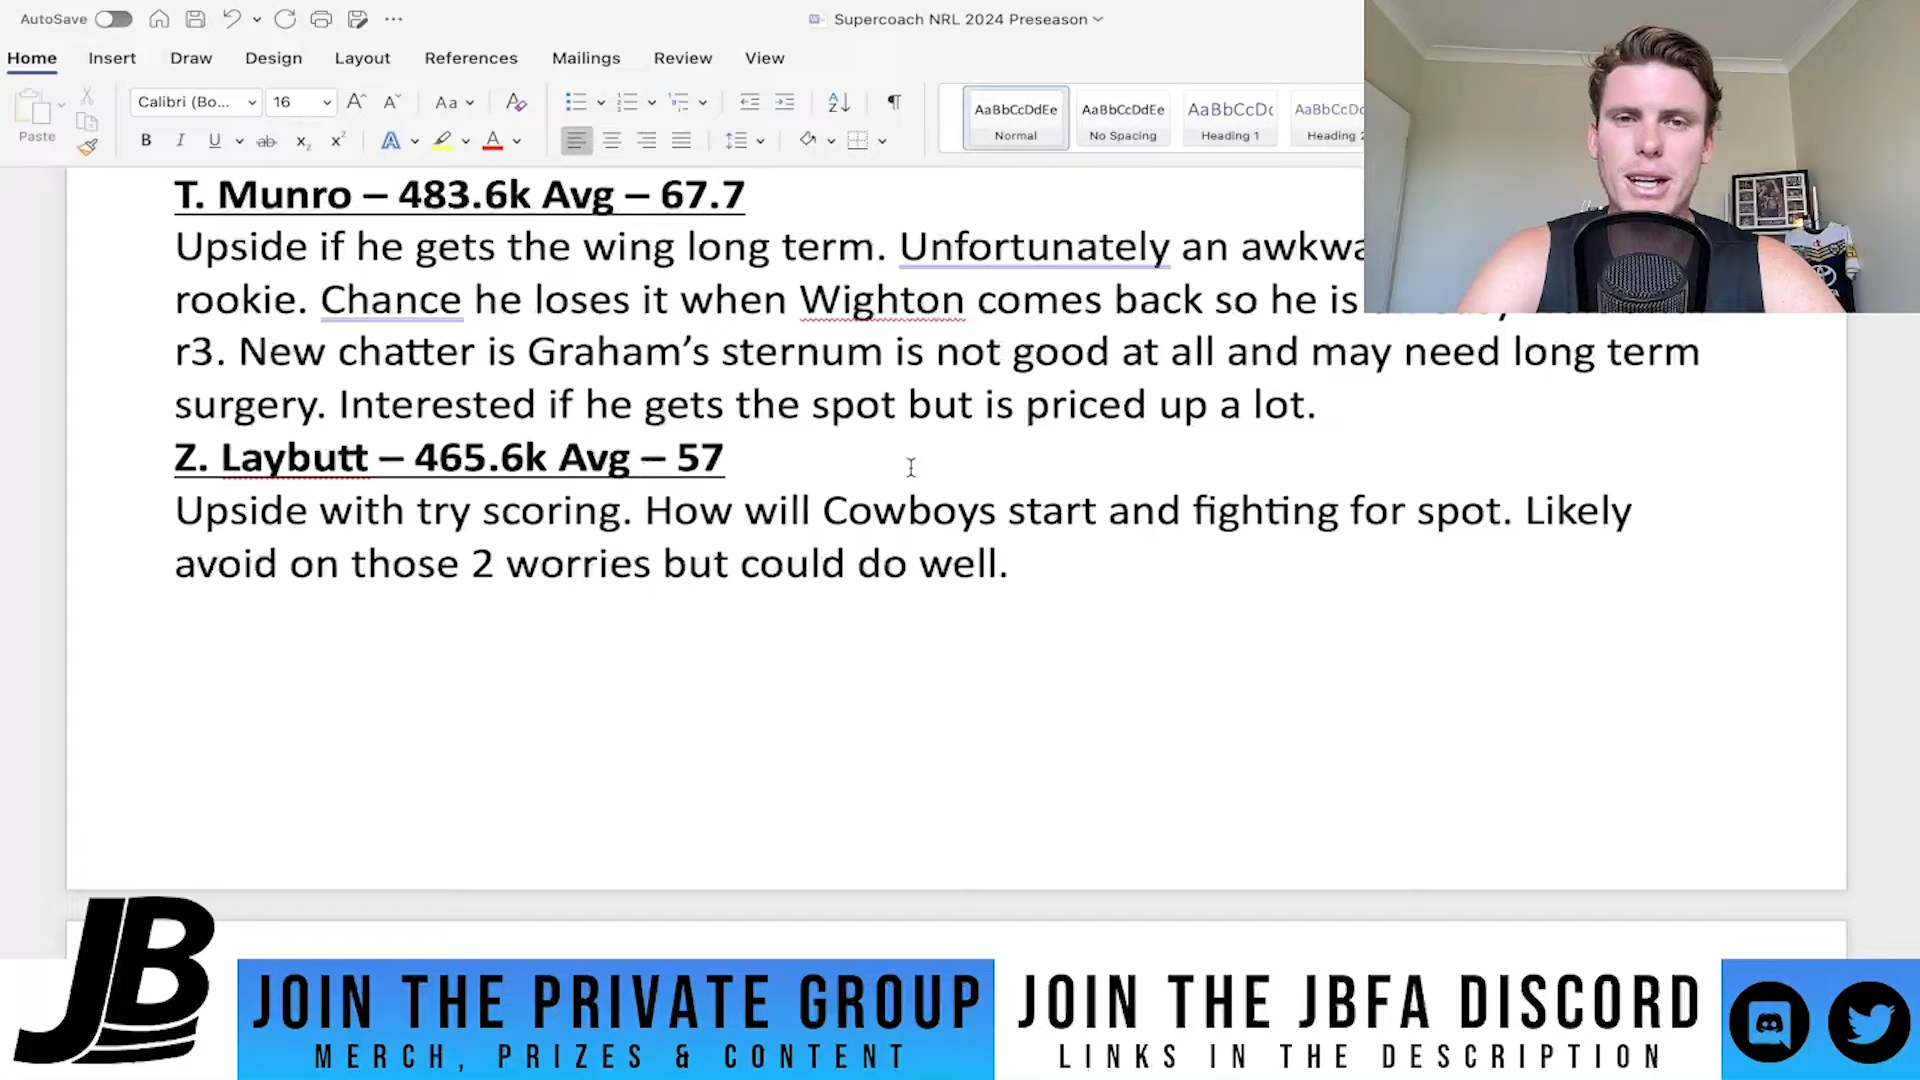 AutoSave
Supercoach NRL 2024 Preseason
Home Insert Draw Design Layout References Mailings Review View
Paste
Calibri (Bo... 16
AaBbCcDdEe AaBbCcDdEe AaBbCcDc AaBbCcDc
Normal No Spacing Heading 1 Heading 2
T. Munro – 483.6k Avg – 67.7
Upside if he gets the wing long term. Unfortunately an awkwa
rookie. Chance he loses it when Wighton comes back so he is
r3. New chatter is Graham’s sternum is not good at all and may need long term
surgery. Interested if he gets the spot but is priced up a lot.
Z. Laybutt – 465.6k Avg – 57
Upside with try scoring. How will Cowboys start and fighting for spot. Likely
avoid on those 2 worries but could do well.
JB
JOIN THE PRIVATE GROUP
MERCH, PRIZES & CONTENT
JOIN THE JBFA DISCORD
LINKS IN THE DESCRIPTION